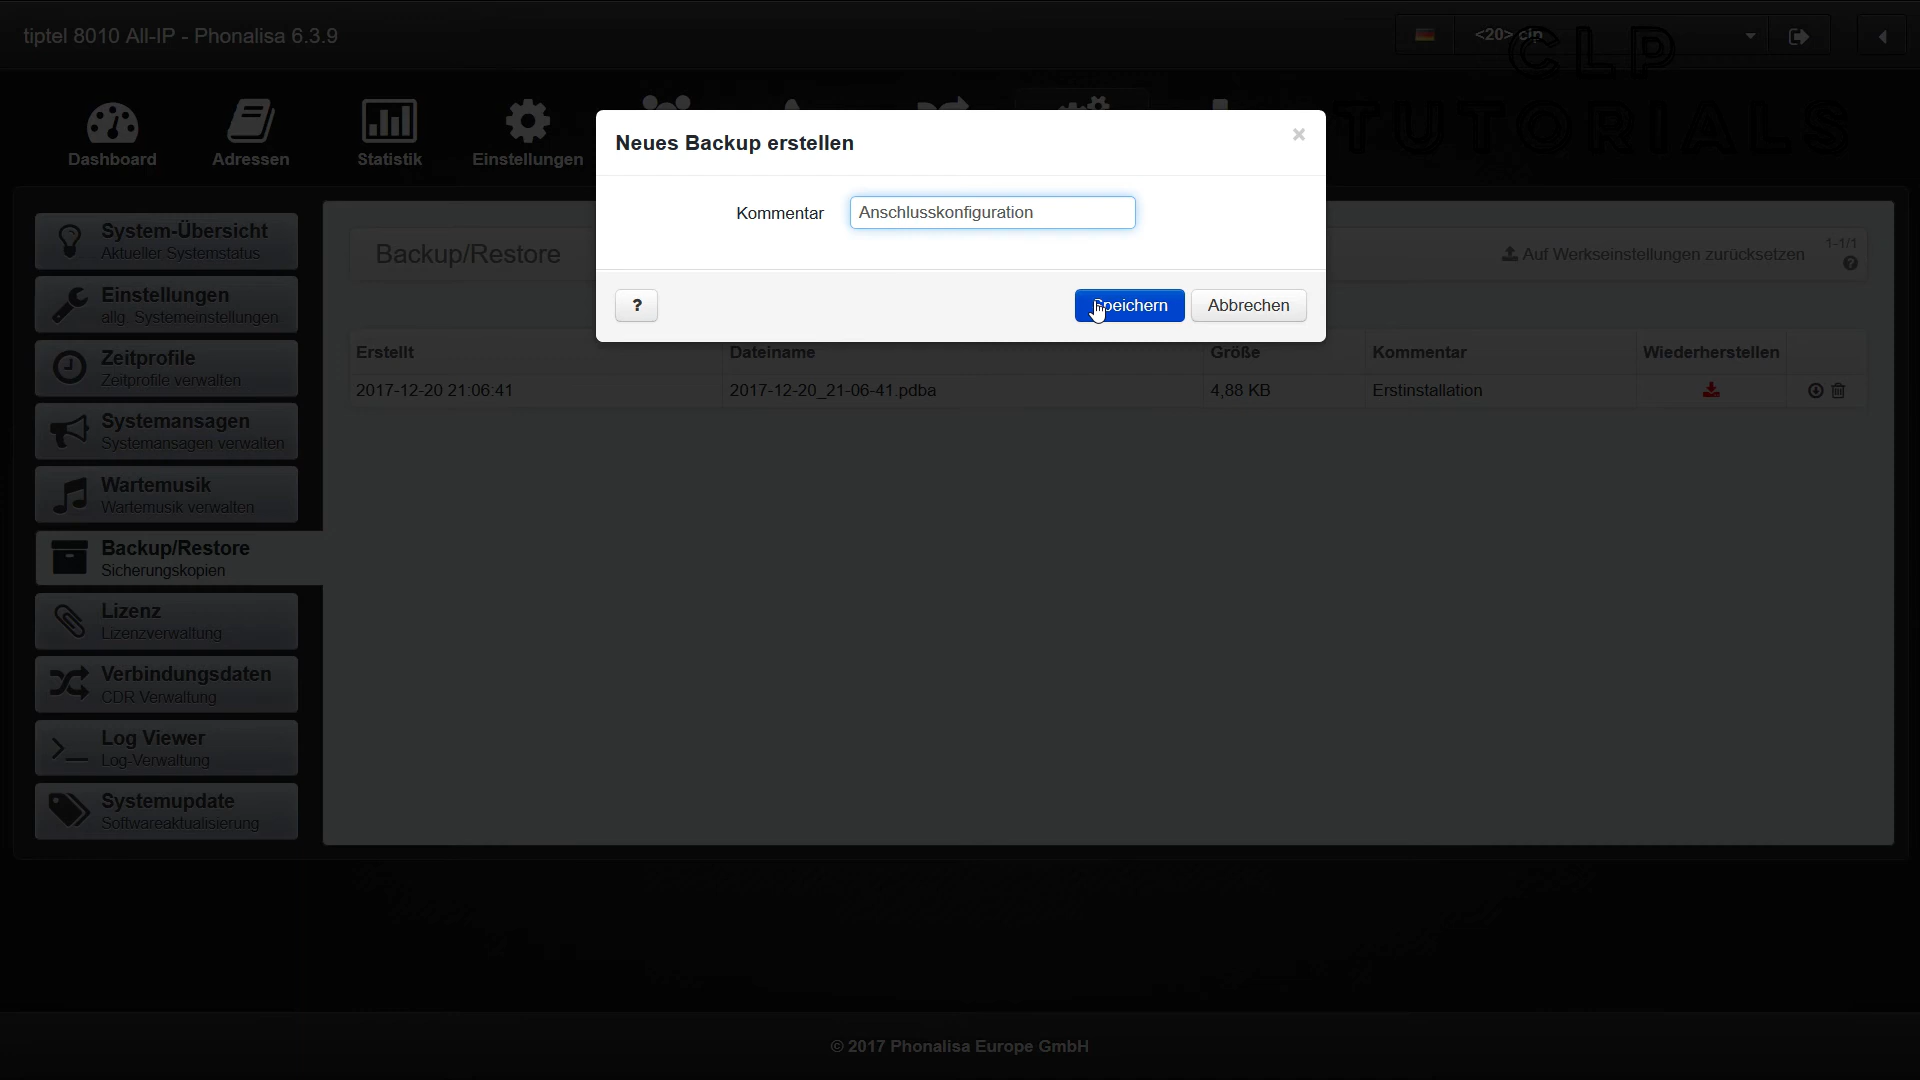 tiptel 8010 All-IP - Phonalisa 6.3.9
<20> clp
CLP
TUTORIALS
Dashboard
Adressen
Statistik
Einstellungen
Neues Backup erstellen
×
Kommentar
Anschlusskonfiguration
?
Speichern
Abbrechen
System-Übersicht
Aktueller Systemstatus
Einstellungen
allg. Systemeinstellungen
Zeitprofile
Zeitprofile verwalten
Systemansagen
Systemansagen verwalten
Wartemusik
Wartemusik verwalten
Backup/Restore
Sicherungskopien
Lizenz
Lizenzverwaltung
Verbindungsdaten
CDR Verwaltung
Log Viewer
Log-Verwaltung
Systemupdate
Softwareaktualisierung
Backup/Restore
Auf Werkseinstellungen zurücksetzen
1-1/1
Erstellt Dateiname Größe Kommentar Wiederherstellen
2017-12-20 21:06:41 2017-12-20_21-06-41.pdba 4,88 KB Erstinstallation
© 2017 Phonalisa Europe GmbH